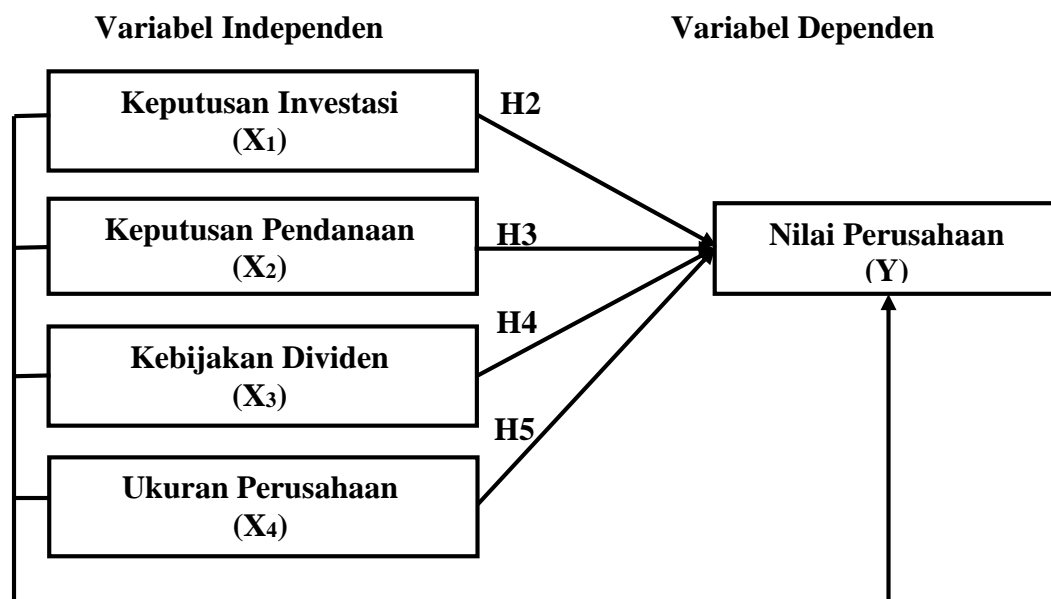 Variabel Independen
Variabel Dependen
Keputusan Investasi
(X1)
H2
Keputusan Pendanaan
(X2)
H3
Nilai Perusahaan
(Y)
Kebijakan Dividen
(X3)
H4
Ukuran Perusahaan
(X4)
H5